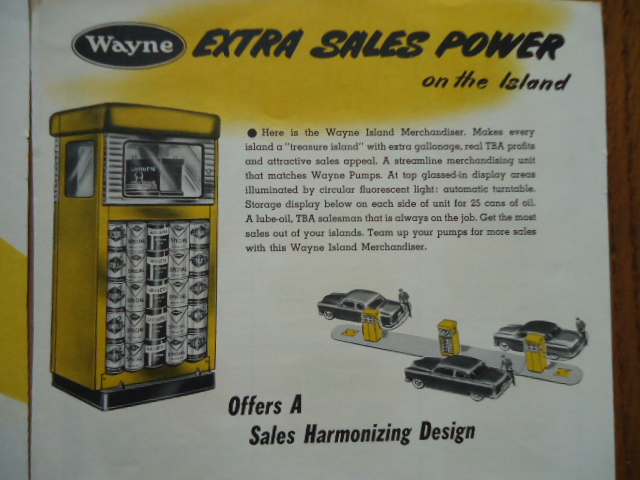 Wayne EXTRA SALES POWER
on the Island
● Here is the Wayne Island Merchandiser. Makes every
island a "treasure island" with extra gallonage, real TBA profits
and attractive sales appeal. A streamline merchandising unit
that matches Wayne Pumps. At top glassed-in display areas
illuminated by circular fluorescent light: automatic turntable.
Storage display below on each side of unit for 25 cans of oil.
A lube-oil, TBA salesman that is always on the job. Get the most
sales out of your islands. Team up your pumps for more sales
with this Wayne Island Merchandiser.
Offers A
Sales Harmonizing Design